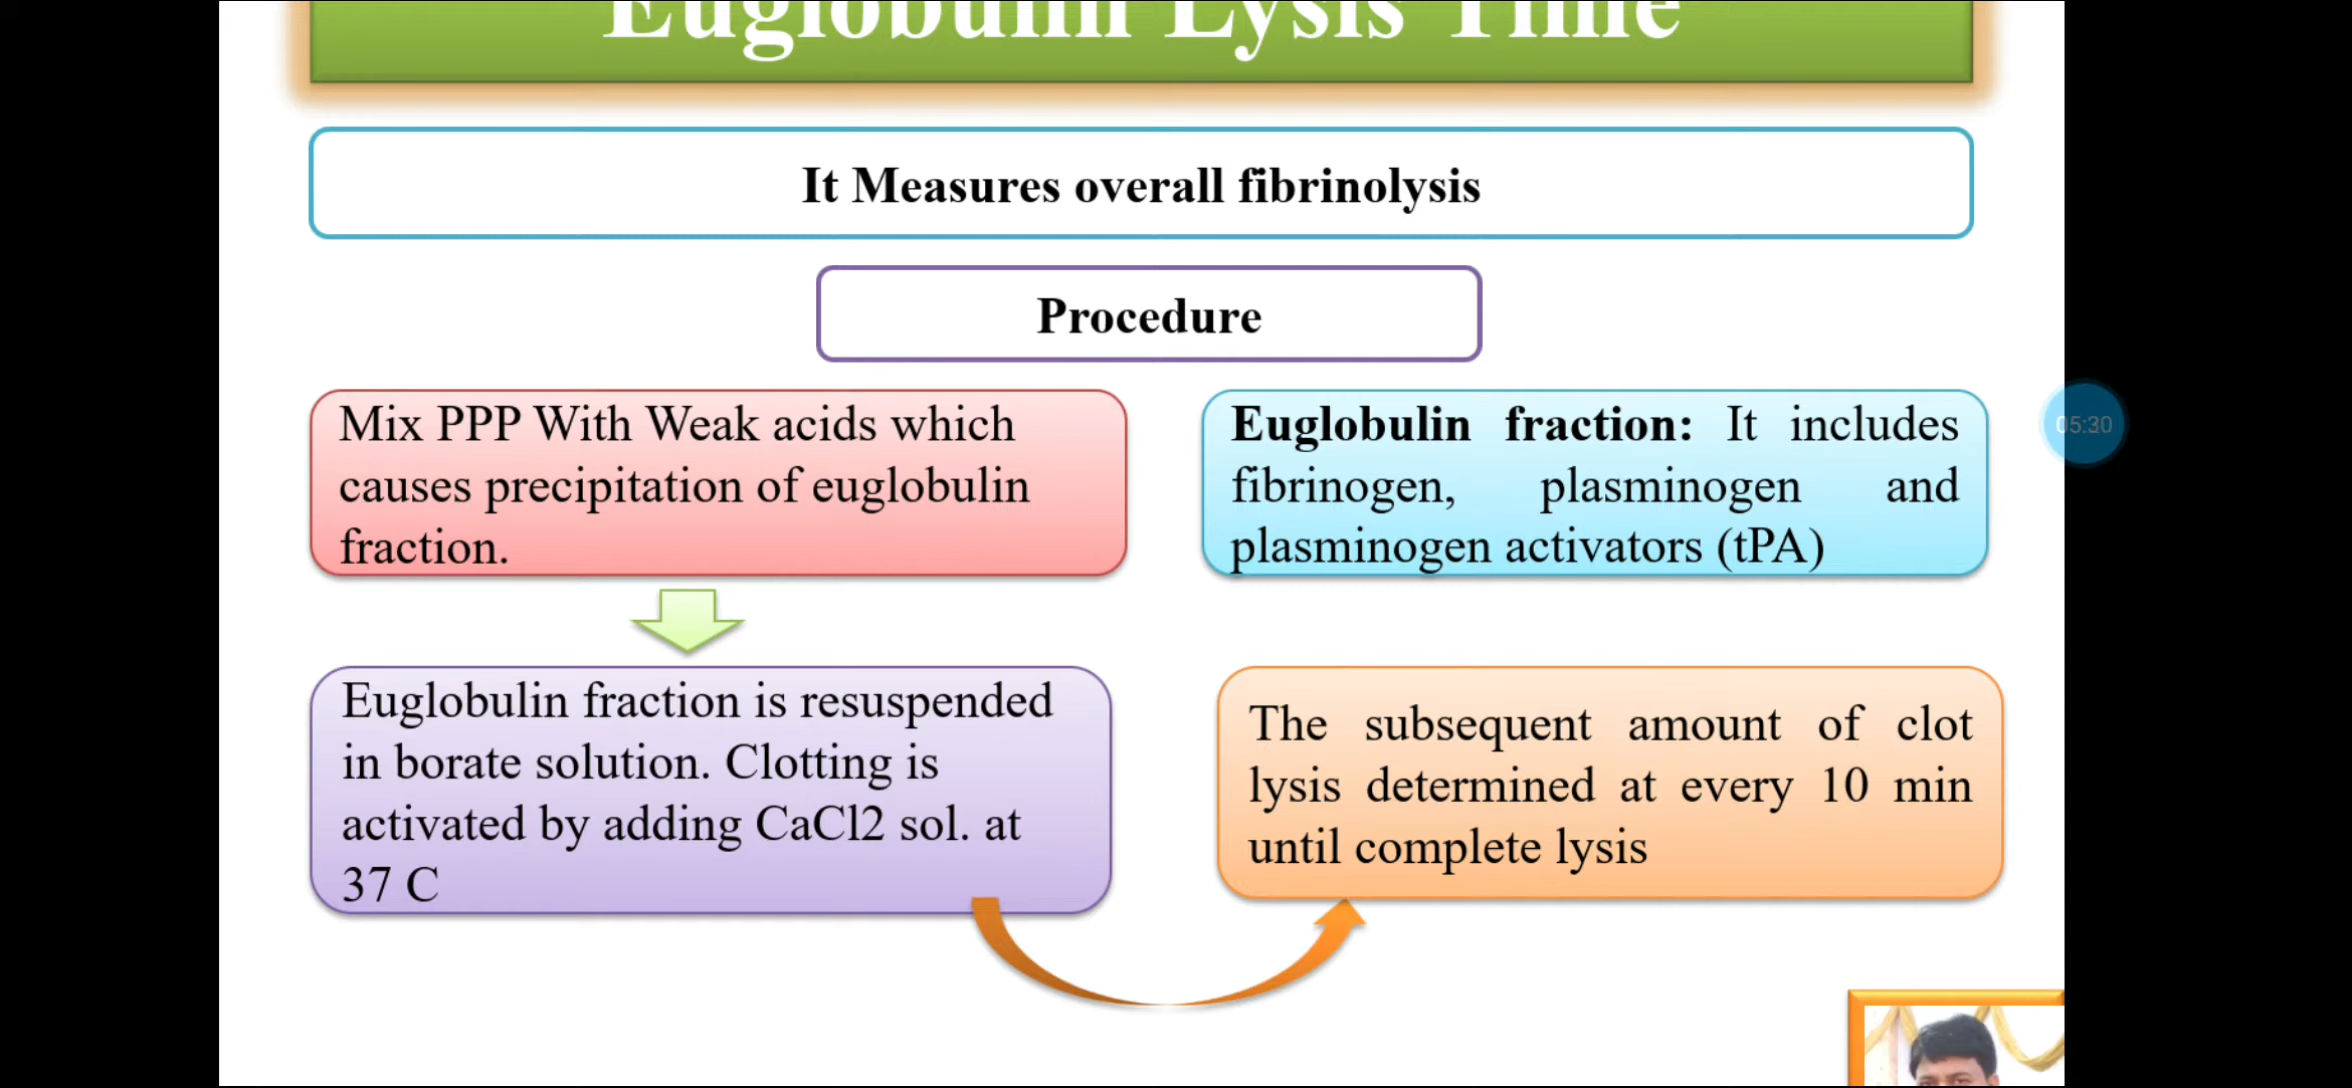 Euglobulin Lysis Time
It Measures overall fibrinolysis
Procedure
Mix PPP With Weak acids which
causes precipitation of euglobulin
fraction.
Euglobulin fraction: It includes
fibrinogen, plasminogen and
plasminogen activators (tPA)
05:30
Euglobulin fraction is resuspended
in borate solution. Clotting is
activated by adding CaCl2 sol. at
37 C
The subsequent amount of clot
lysis determined at every 10 min
until complete lysis